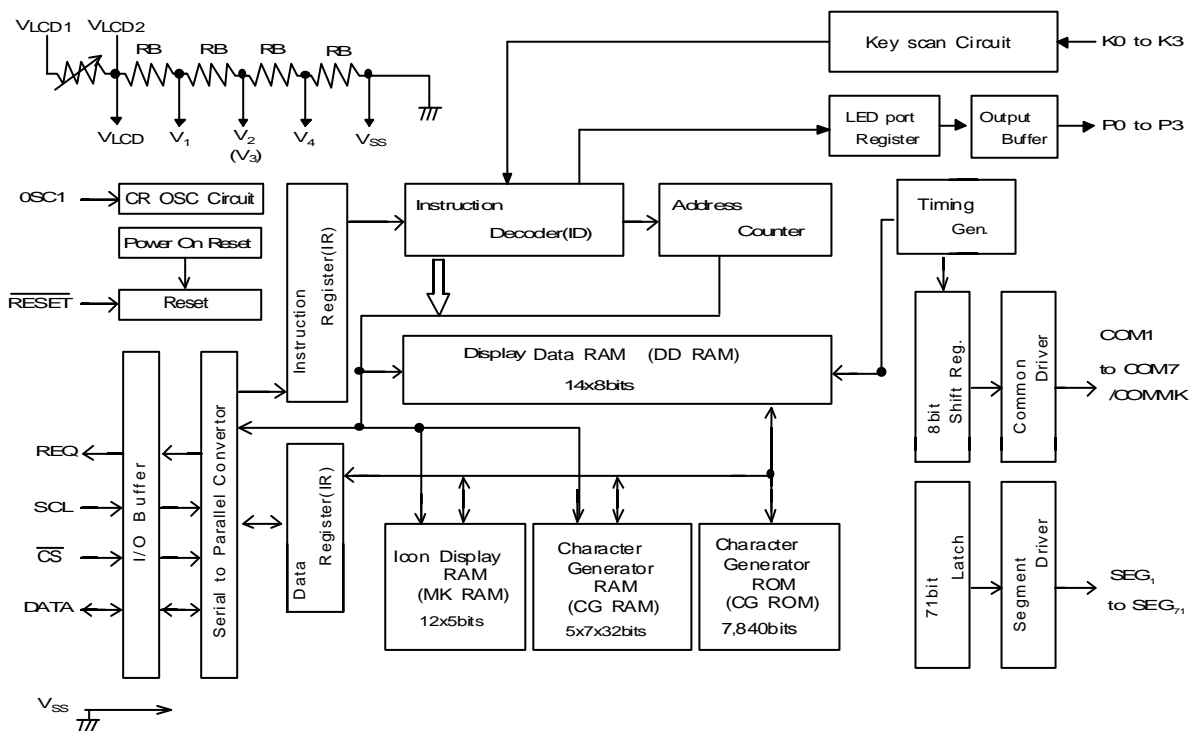 VLCD1 VLCD2
RB RB RB RB
VLCD V1 V2 V4 VSS
(V3)
Key scan Circuit
K0 to K3
LED port
Register
Output
Buffer
P0 to P3
OSC1
CR OSC Circuit
Power On Reset
RESET
Reset
Instruction
Register(IR)
Instruction
Decoder(ID)
Address
Counter
Timing
Gen.
Display Data RAM (DD RAM)
14x8bits
8bit
Shift Reg.
Common
Driver
COM1
to COM7
/COMMK
REQ
SCL
CS
DATA
I/O Buffer
Serial to Parallel Convertor
Data
Register(IR)
Icon Display
RAM
(MK RAM)
12x5bits
Character
Generator
RAM
(CG RAM)
5x7x32bits
Character
Generator
ROM
(CG ROM)
7,840bits
71bit
Latch
Segment
Driver
SEG1
to SEG71
VSS